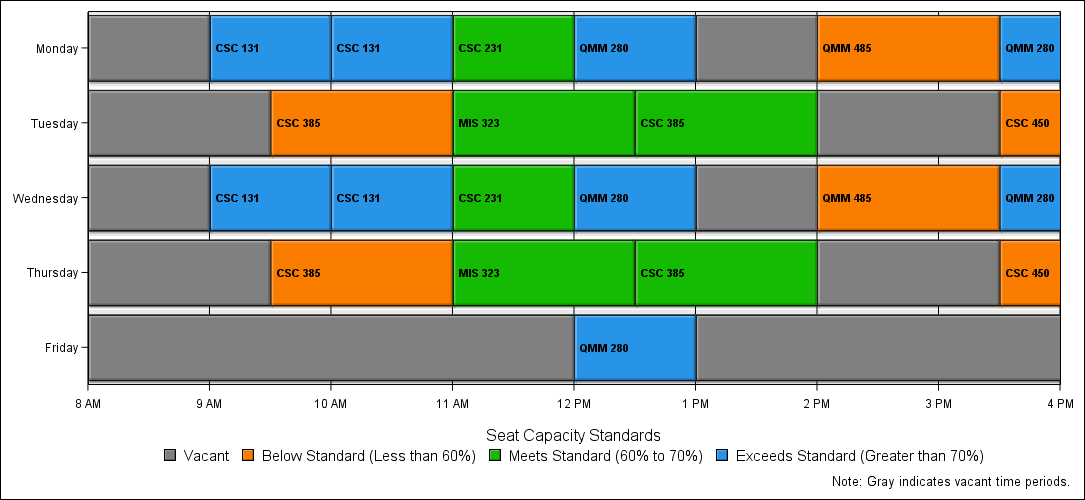 Monday CSC 131 CSC 131 CSC 231 QMM 280 QMM 485 QMM 280
Tuesday CSC 385 MIS 323 CSC 385 CSC 450
Wednesday CSC 131 CSC 131 CSC 231 QMM 280 QMM 485 QMM 280
Thursday CSC 385 MIS 323 CSC 385 CSC 450
Friday QMM 280
8 AM 9 AM 10 AM 11 AM 12 PM 1 PM 2 PM 3 PM 4 PM
Seat Capacity Standards
Vacant Below Standard (Less than 60%) Meets Standard (60% to 70%) Exceeds Standard (Greater than 70%)
Note: Gray indicates vacant time periods.